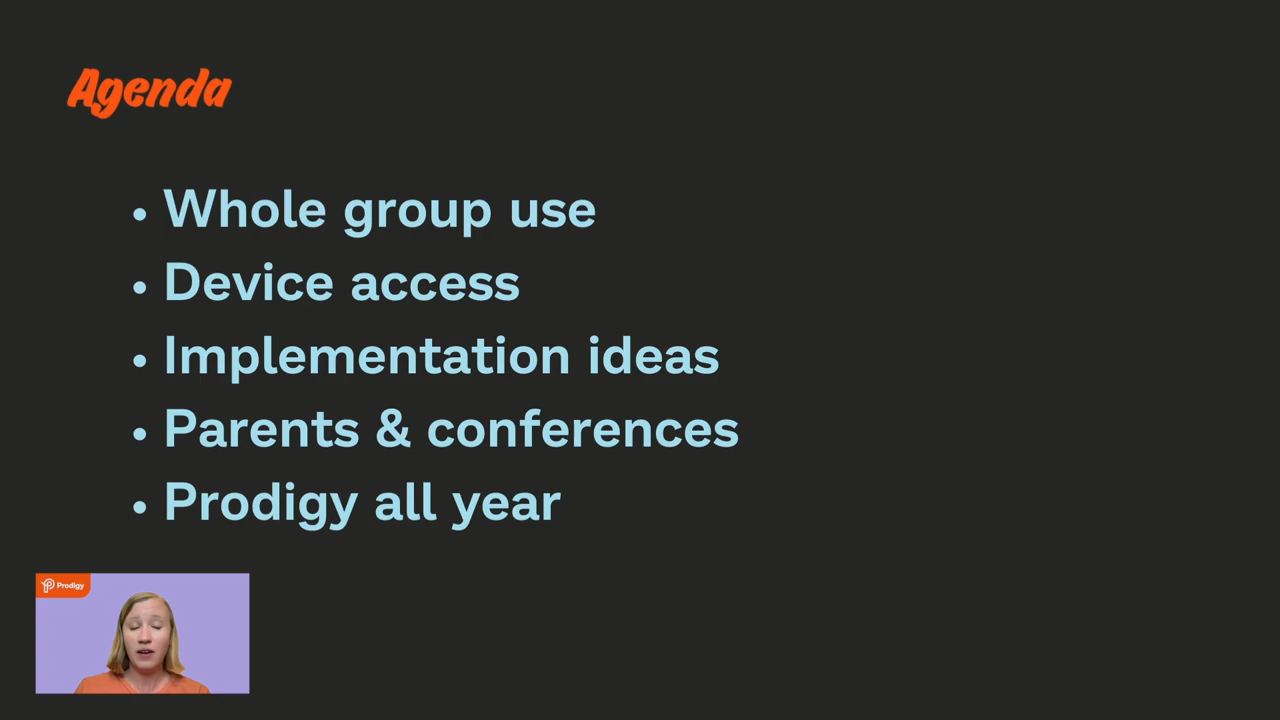 Agenda
• Whole group use
• Device access
• Implementation ideas
• Parents & conferences
• Prodigy all year
Prodigy